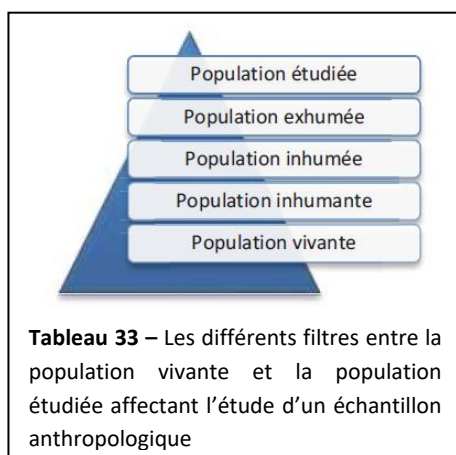 Population étudiée
Population exhumée
Population inhumée
Population inhumante
Population vivante
Tableau 33 – Les différents filtres entre la
population vivante et la population
étudiée affectant l’étude d’un échantillon
anthropologique